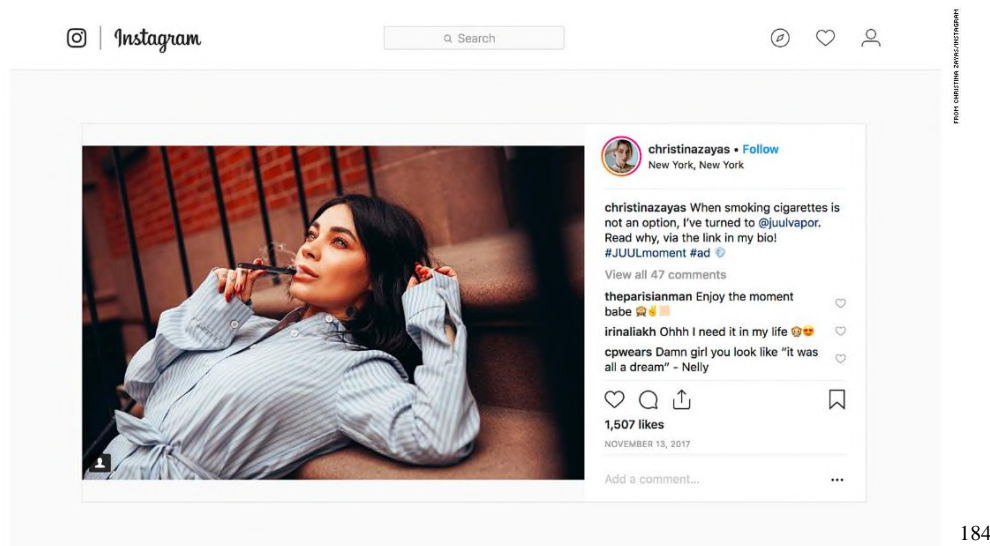 Instagram
Search
FROM CHRISTINA ZAYAS/INSTAGRAM
christinazayas • Follow
New York, New York
christinazayas When smoking cigarettes is
not an option, I've turned to @juulvapor.
Read why, via the link in my bio!
#JUULmoment #ad
View all 47 comments
theparisianman Enjoy the moment
babe 🙈✌️
irinaliakh Ohhh I need it in my life 😍
cpwears Damn girl you look like “it was
all a dream” - Nelly
1,507 likes
NOVEMBER 13, 2017
Add a comment...
184